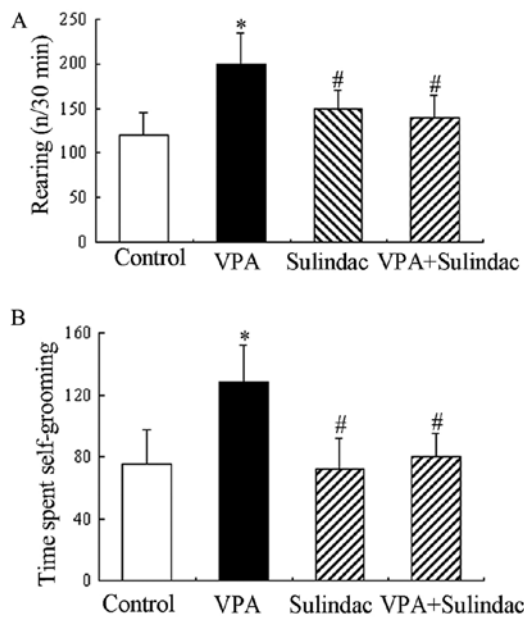 A
Rearing (n/30 min)
250
200
150
100
50
0
*
#
#
Control VPA Sulindac VPA+Sulindac
B
Time spent self-grooming
160
120
80
40
0
*
#
#
Control VPA Sulindac VPA+Sulindac